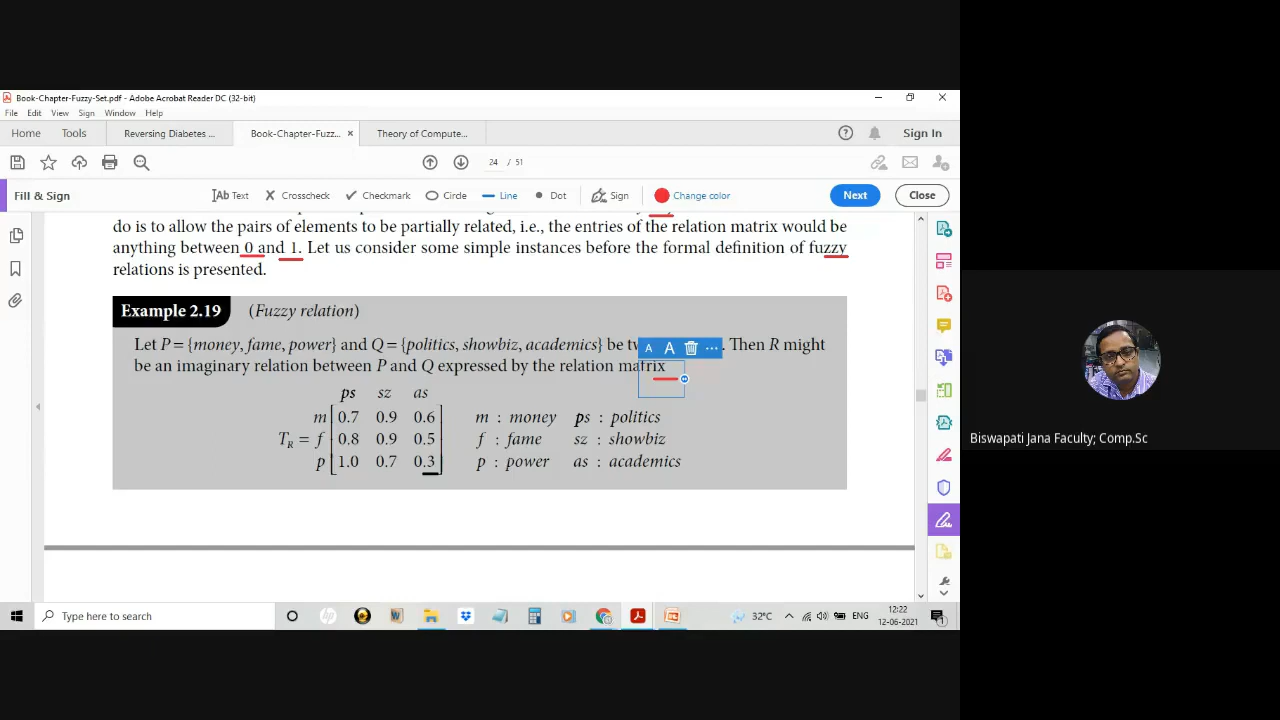 Book-Chapter-Fuzzy-Set.pdf - Adobe Acrobat Reader DC (32-bit)
File Edit View Sign Window Help
Home Tools Reversing Diabetes ... Book-Chapter-Fuzz... × Theory of Compute... Sign In
24 / 51
Fill & Sign Ab Text Crosscheck Checkmark Circle Line Dot Sign Change color Next Close
do is to allow the pairs of elements to be partially related, i.e., the entries of the relation matrix would be
anything between 0 and 1. Let us consider some simple instances before the formal definition of fuzzy
relations is presented.
Example 2.19 (Fuzzy relation)
Let P = {money, fame, power} and Q = {politics, showbiz, academics} be . Then R might
A A ...
be an imaginary relation between P and Q expressed by the relation matrix
ps sz as
m 0.7 0.9 0.6 m : money ps : politics
T_R = f 0.8 0.9 0.5 f : fame sz : showbiz
p 1.0 0.7 0.3 p : power as : academics
Biswapati Jana Faculty; Comp.Sc
Type here to search
32°C ENG 12:22
12-06-2021